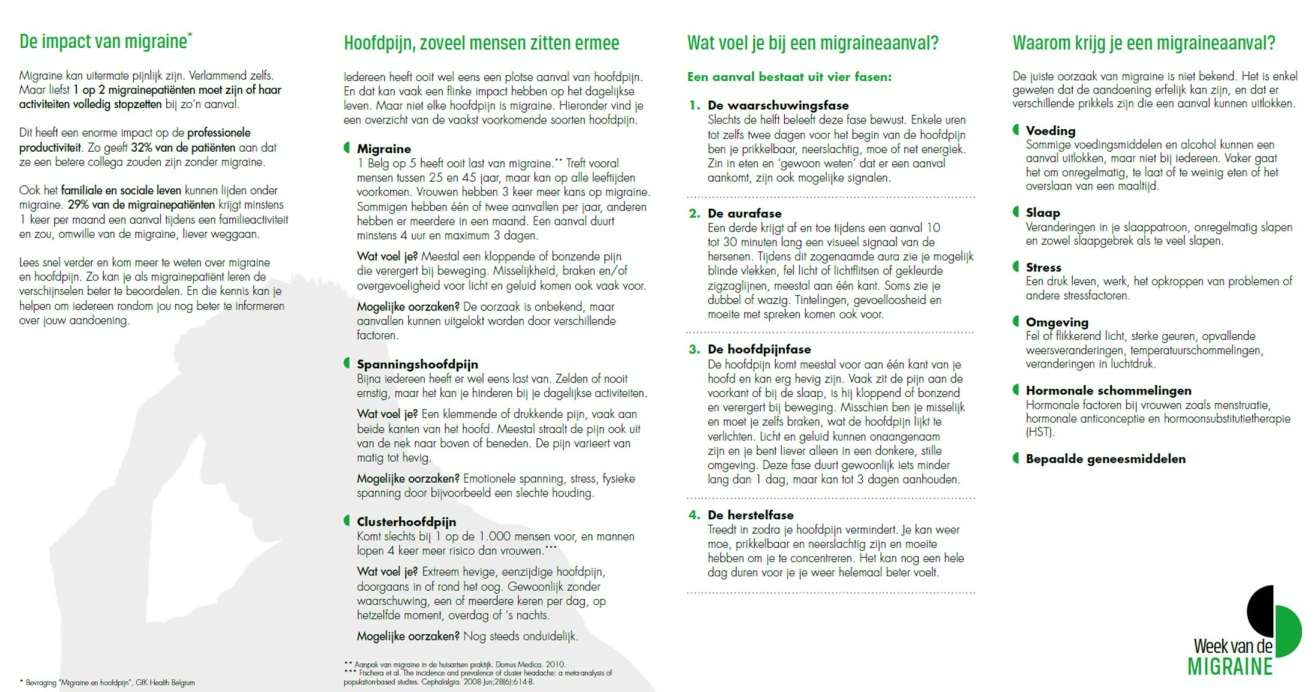 De impact van migraine*
Migraine kan uitermate pijnlijk zijn. Verlammend zelfs.
Maar liefst 1 op 2 migrainepatiënten moet zijn of haar
activiteiten volledig stopzetten bij zo’n aanval.
Dit heeft een enorme impact op de professionele
productiviteit. Zo geeft 32% van de patiënten aan dat
ze een betere collega zouden zijn zonder migraine.
Ook het familiale en sociale leven kunnen lijden onder
migraine. 29% van de migrainepatiënten krijgt minstens
1 keer per maand een aanval tijdens een familieactiviteit
en zou, omwille van de migraine, liever weggaan.
Lees snel verder en kom meer te weten over migraine
en hoofdpijn. Zo kan je als migrainepatiënt leren de
verschijnselen beter te beoordelen. En die kennis kan je
helpen om iedereen rondom jou nog beter te informeren
over jouw aandoening.
* Bevraging “Migraine en hoofdpijn”, GfK Health Belgium
Hoofdpijn, zoveel mensen zitten ermee
Iedereen heeft ooit wel eens een plotse aanval van hoofdpijn.
En dat kan vaak een flinke impact hebben op het dagelijkse
leven. Maar niet elke hoofdpijn is migraine. Hieronder vind je
een overzicht van de vaakst voorkomende soorten hoofdpijn.
Migraine
1 Belg op 5 heeft ooit last van migraine.** Treft vooral
mensen tussen 25 en 45 jaar, maar kan op alle leeftijden
voorkomen. Vrouwen hebben 3 keer meer kans op migraine.
Sommigen hebben één of twee aanvallen per jaar, anderen
hebben er meerdere in een maand. Een aanval duurt
minstens 4 uur en maximum 3 dagen.
Wat voel je? Meestal een kloppende of bonzende pijn
die verergert bij beweging. Misselijkheid, braken en/of
overgevoeligheid voor licht en geluid komen ook vaak voor.
Mogelijke oorzaken? De oorzaak is onbekend, maar
aanvallen kunnen uitgelokt worden door verschillende
factoren.
Spanningshoofdpijn
Bijna iedereen heeft er wel eens last van. Zelden of nooit
ernstig, maar het kan je hinderen bij je dagelijkse activiteiten.
Wat voel je? Een klemmende of drukkende pijn, vaak aan
beide kanten van het hoofd. Meestal straalt de pijn ook uit
van de nek naar boven of beneden. De pijn varieert van
matig tot hevig.
Mogelijke oorzaken? Emotionele spanning, stress, fysieke
spanning door bijvoorbeeld een slechte houding.
Clusterhoofdpijn
Komt slechts bij 1 op de 1.000 mensen voor, en mannen
lopen 4 keer meer risico dan vrouwen.***
Wat voel je? Extreem hevige, eenzijdige hoofdpijn,
doorgaans in of rond het oog. Gewoonlijk zonder
waarschuwing, een of meerdere keren per dag, op
hetzelfde moment, overdag of ’s nachts.
Mogelijke oorzaken? Nog steeds onduidelijk.
** Aanpak van migraine in de huisartsen praktijk. Domus Medica. 2010.
*** Fischera et al. The incidence and prevalence of cluster headache: a meta-analysis of
population-based studies. Cephalalgia. 2008 Jun;28(6):614-8.
Wat voel je bij een migraineaanval?
Een aanval bestaat uit vier fasen:
1. De waarschuwingsfase
Slechts de helft beleeft deze fase bewust. Enkele uren
tot zelfs twee dagen voor het begin van de hoofdpijn
ben je prikkelbaar, neerslachtig, moe of net energiek.
Zin in eten en ‘gewoon weten’ dat er een aanval
aankomt, zijn ook mogelijke signalen.
2. De aurafase
Een derde krijgt af en toe tijdens een aanval 10
tot 30 minuten lang een visueel signaal van de
hersenen. Tijdens dit zogenaamde aura zie je mogelijk
blinde vlekken, fel licht of lichtflitsen of gekleurde
zigzaglijnen, meestal aan één kant. Soms zie je
dubbel of wazig. Tintelingen, gevoelloosheid en
moeite met spreken komen ook voor.
3. De hoofdpijnfase
De hoofdpijn komt meestal voor aan één kant van je
hoofd en kan erg hevig zijn. Vaak zit de pijn aan de
voorkant of bij de slaap, is hij kloppend of bonzend
en verergert bij beweging. Misschien ben je misselijk
en moet je zelfs braken, wat de hoofdpijn lijkt te
verlichten. Licht en geluid kunnen onaangenaam
zijn en je bent liever alleen in een donkere, stille
omgeving. Deze fase duurt gewoonlijk iets minder
lang dan 1 dag, maar kan tot 3 dagen aanhouden.
4. De herstelfase
Treedt in zodra je hoofdpijn vermindert. Je kan weer
moe, prikkelbaar en neerslachtig zijn en moeite
hebben om je te concentreren. Het kan nog een hele
dag duren voor je je weer helemaal beter voelt.
Waarom krijg je een migraineaanval?
De juiste oorzaak van migraine is niet bekend. Het is enkel
geweten dat de aandoening erfelijk kan zijn, en dat er
verschillende prikkels zijn die een aanval kunnen uitlokken.
Voeding
Sommige voedingsmiddelen en alcohol kunnen een
aanval uitlokken, maar niet bij iedereen. Vaker gaat
het om onregelmatig, te laat of te weinig eten of het
overslaan van een maaltijd.
Slaap
Veranderingen in je slaappatroon, onregelmatig slapen
en zowel slaapgebrek als te veel slapen.
Stress
Een druk leven, werk, het opkroppen van problemen of
andere stressfactoren.
Omgeving
Fel of flikkerend licht, sterke geuren, opvallende
weersveranderingen, temperatuurschommelingen,
veranderingen in luchtdruk.
Hormonale schommelingen
Hormonale factoren bij vrouwen zoals menstruatie,
hormonale anticonceptie en hormoonsubstitutietherapie
(HST).
Bepaalde geneesmiddelen
Week van de
MIGRAINE